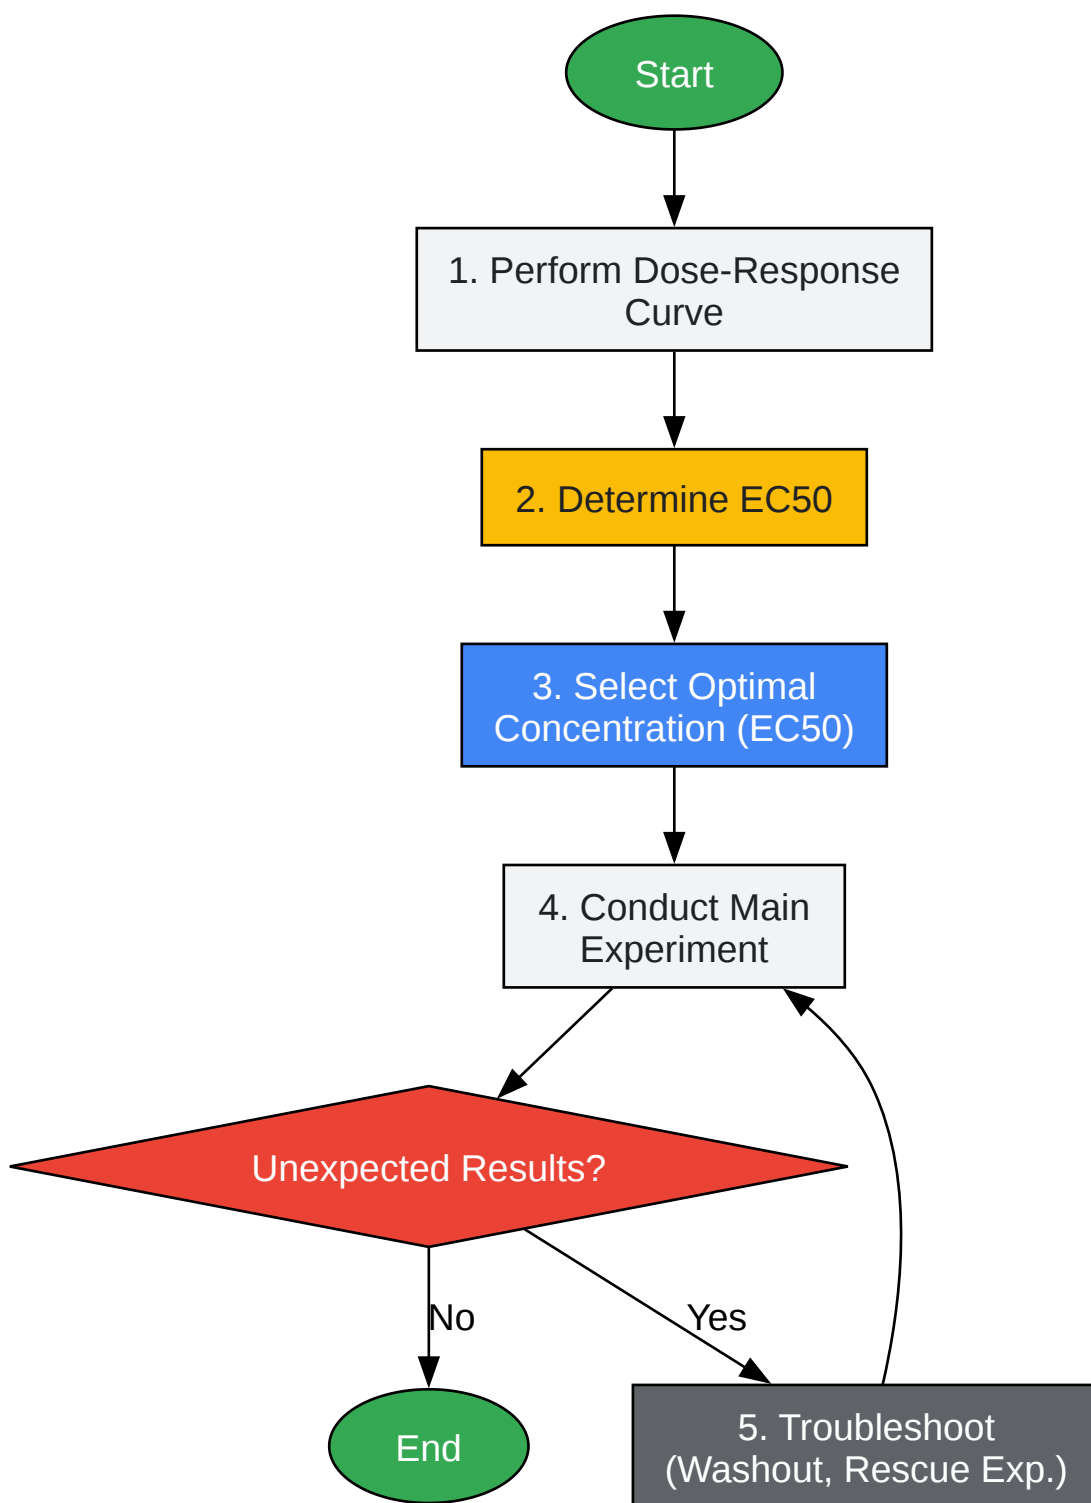 Start
1. Perform Dose-Response
Curve
2. Determine EC50
3. Select Optimal
Concentration (EC50)
4. Conduct Main
Experiment
Unexpected Results?
No
Yes
End
5. Troubleshoot
(Washout, Rescue Exp.)